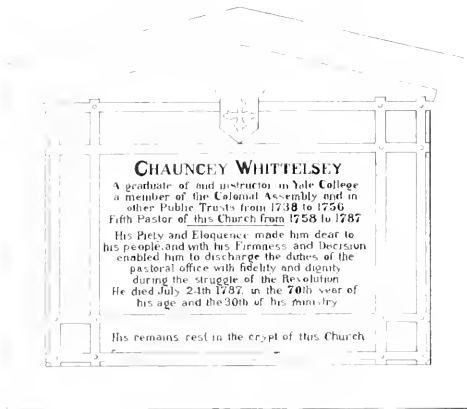 CHAUNCEY WHITTELSEY
A graduate of and instructor in Yale College
a member of the Colonial Assembly and in
other Public Trusts from 1738 to 1756
Fifth Pastor of this Church from 1758 to 1787
His Piety and Eloquence made him dear to
his people, and with his Firmness and Decision
enabled him to discharge the duties of the
pastoral office with fidelity and dignity
during the struggle of the Revolution
He died July 24th 1787, in the 70th year of
his age and the 30th of his ministry
His remains rest in the crypt of this Church